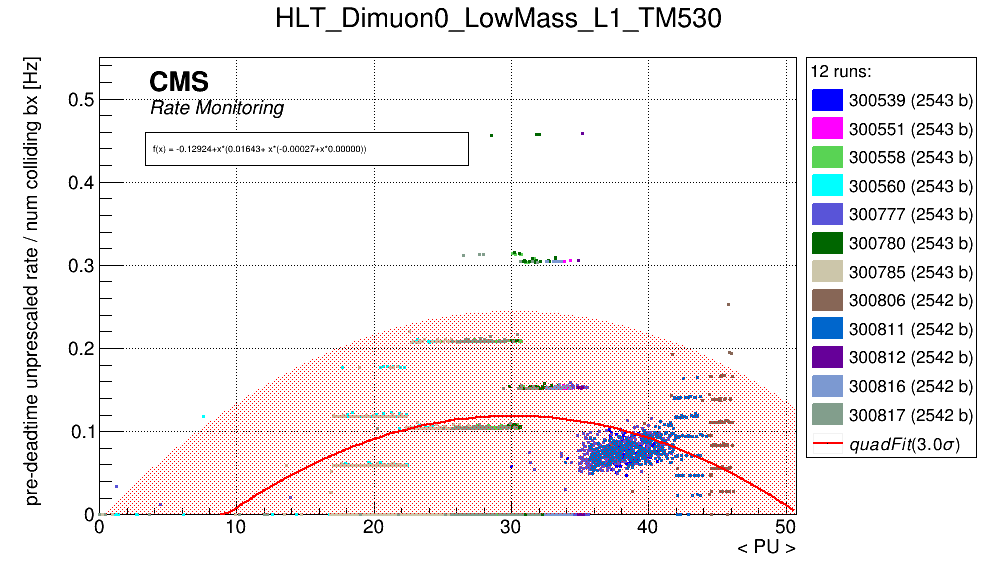 HLT_Dimuon0_LowMass_L1_TM530
pre-deadtime unprescaled rate / num colliding bx [Hz]
CMS
Rate Monitoring
f(x) = -0.12924+x*(0.01643+ x*(-0.00027+x*0.00000))
0.5
0.4
0.3
0.2
0.1
0
0 10 20 30 40 50
< PU >
12 runs:
300539 (2543 b)
300551 (2543 b)
300558 (2543 b)
300560 (2543 b)
300777 (2543 b)
300780 (2543 b)
300785 (2543 b)
300806 (2542 b)
300811 (2542 b)
300812 (2542 b)
300816 (2542 b)
300817 (2542 b)
quadFit(3.0σ)